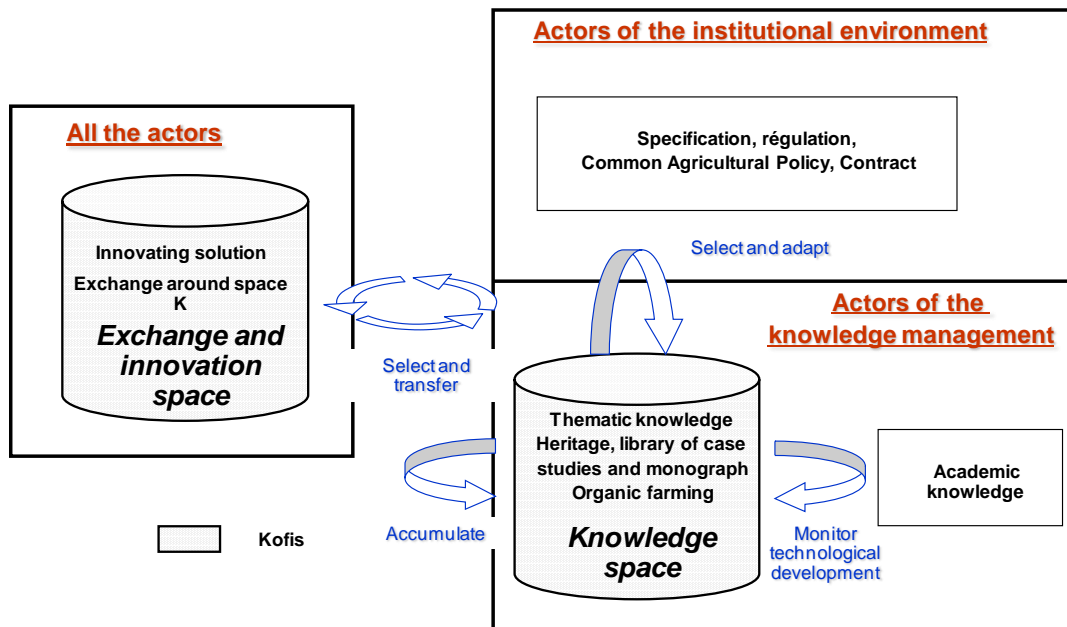 Actors of the institutional environment
Specification, régulation,
Common Agricultural Policy, Contract
All the actors
Innovating solution
Exchange around space
K
Exchange and
innovation
space
Select and adapt
Select and
transfer
Actors of the
knowledge management
Thematic knowledge
Heritage, library of case
studies and monograph
Organic farming
Knowledge
space
Academic
knowledge
Accumulate
Monitor
technological
development
Kofis